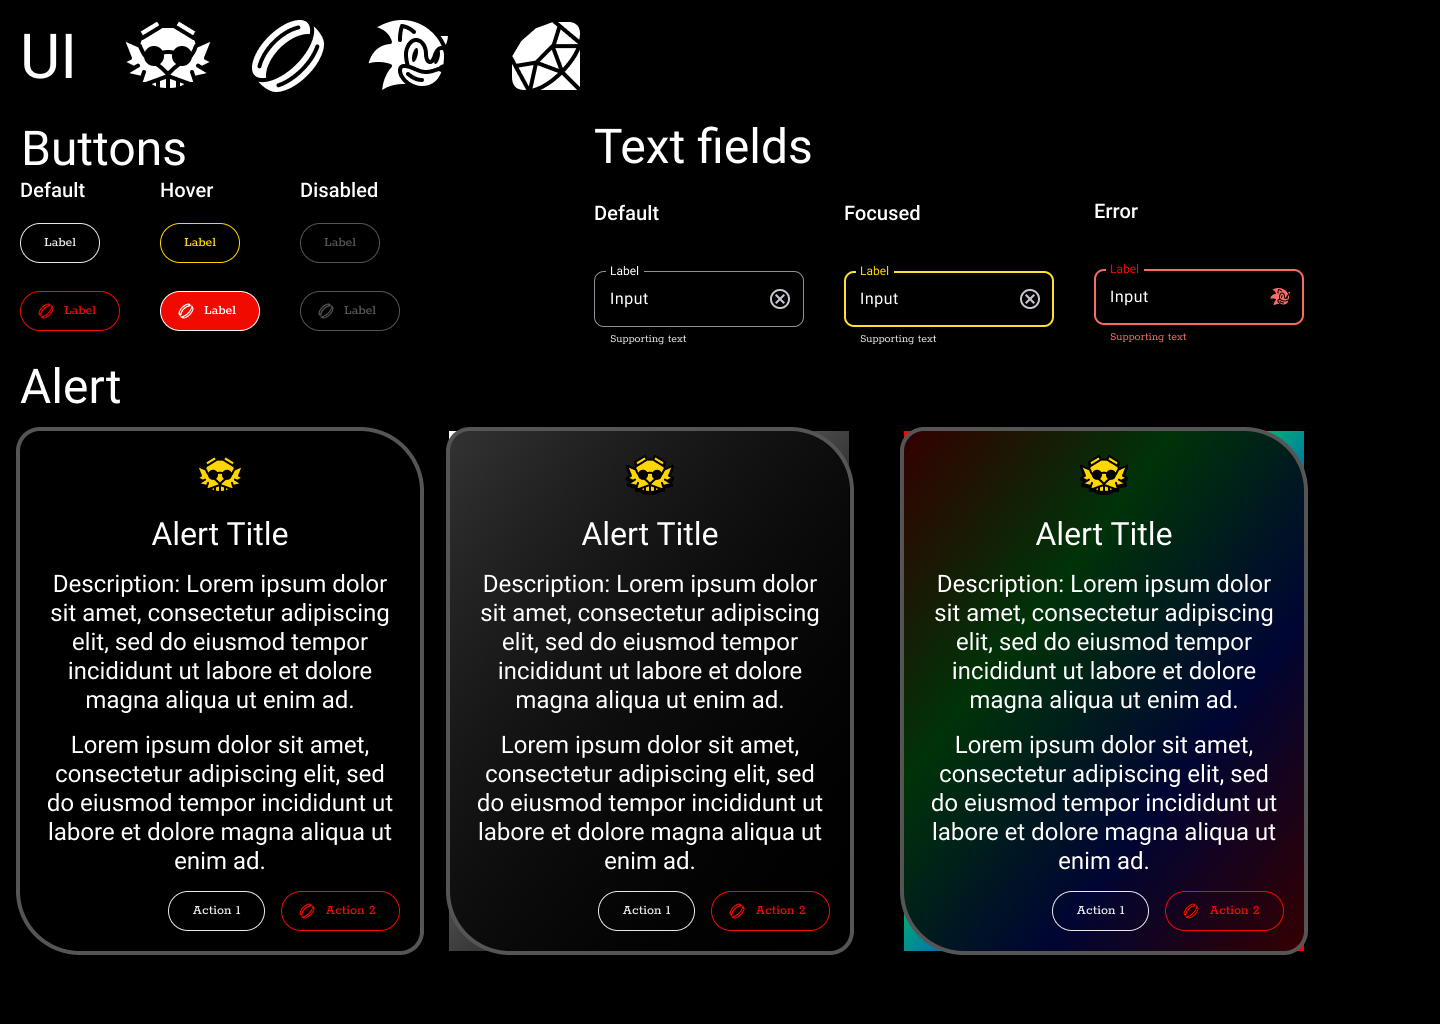 UI
Buttons
Default
Hover
Disabled
Label
Label
Label
Label
Label
Label
Text fields
Default
Focused
Error
Label
Input
Supporting text
Label
Input
Supporting text
Label
Input
Supporting text
Alert
Alert Title
Description: Lorem ipsum dolor
sit amet, consectetur adipiscing
elit, sed do eiusmod tempor
incididunt ut labore et dolore
magna aliqua ut enim ad.
Lorem ipsum dolor sit amet,
consectetur adipiscing elit, sed
do eiusmod tempor incididunt ut
labore et dolore magna aliqua ut
enim ad.
Action 1
Action 2
Alert Title
Description: Lorem ipsum dolor
sit amet, consectetur adipiscing
elit, sed do eiusmod tempor
incididunt ut labore et dolore
magna aliqua ut enim ad.
Lorem ipsum dolor sit amet,
consectetur adipiscing elit, sed
do eiusmod tempor incididunt ut
labore et dolore magna aliqua ut
enim ad.
Action 1
Action 2
Alert Title
Description: Lorem ipsum dolor
sit amet, consectetur adipiscing
elit, sed do eiusmod tempor
incididunt ut labore et dolore
magna aliqua ut enim ad.
Lorem ipsum dolor sit amet,
consectetur adipiscing elit, sed
do eiusmod tempor incididunt ut
labore et dolore magna aliqua ut
enim ad.
Action 1
Action 2